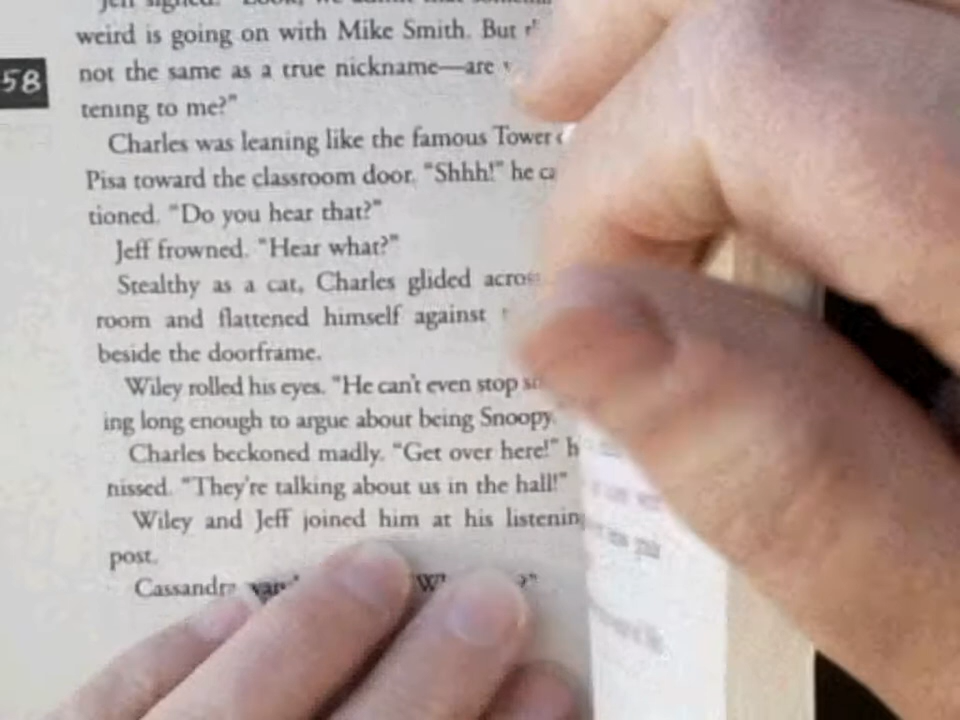 58
weird is going on with Mike Smith. But
not the same as a true nickname—are
tening to me?"
Charles was leaning like the famous Tower
Pisa toward the classroom door. "Shhh!" he
tioned. "Do you hear that?"
Jeff frowned. "Hear what?"
Stealthy as a cat, Charles glided
room and flattened himself against
beside the doorframe.
Wiley rolled his eyes. "He can't even stop
ing long enough to argue about being Snoopy.
Charles beckoned madly. "Get over here!"
hissed. "They're talking about us in the hall!"
Wiley and Jeff joined him at his listening
post.